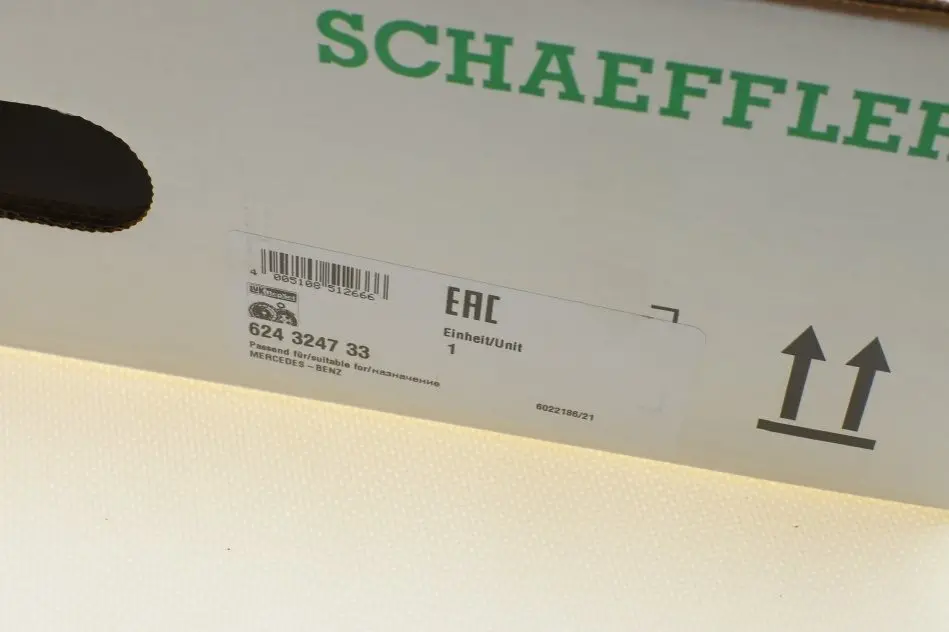 SCHAEFFLER
4 005108 512666
EAC
Einheit/Unit
1
LuK
624 3247 33
Passend für/suitable for/назначение
MERCEDES - BENZ
6022186/21